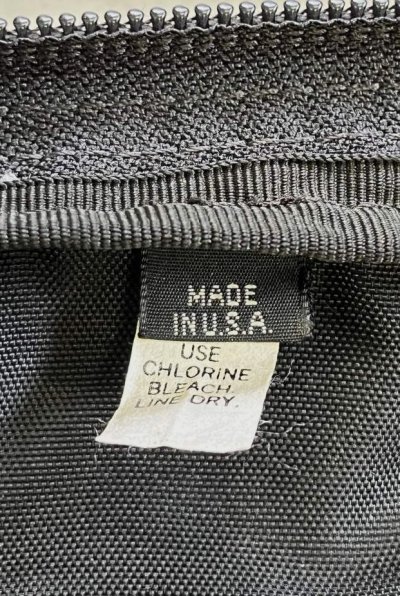 MADE
IN U.S.A.
USE
CHLORINE
BLEACH.
LINE DRY.